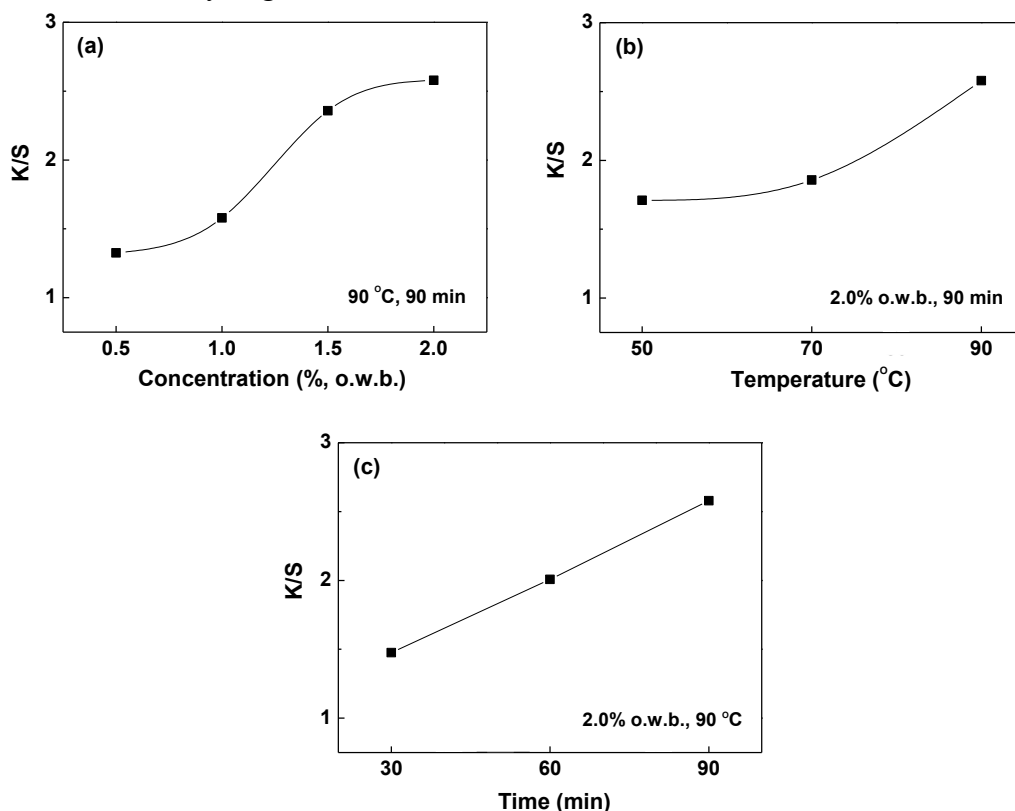 (a)
3
2
1
K/S
90 °C, 90 min
0.5 1.0 1.5 2.0
Concentration (%, o.w.b.)
(b)
3
2
1
K/S
2.0% o.w.b., 90 min
50 70 90
Temperature (°C)
(c)
3
2
1
K/S
2.0% o.w.b., 90 °C
30 60 90
Time (min)